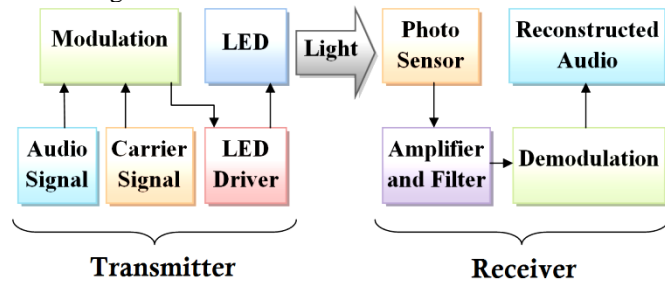 Modulation
LED
Light
Photo
Sensor
Reconstructed
Audio
Audio
Signal
Carrier
Signal
LED
Driver
Amplifier
and Filter
Demodulation
Transmitter
Receiver